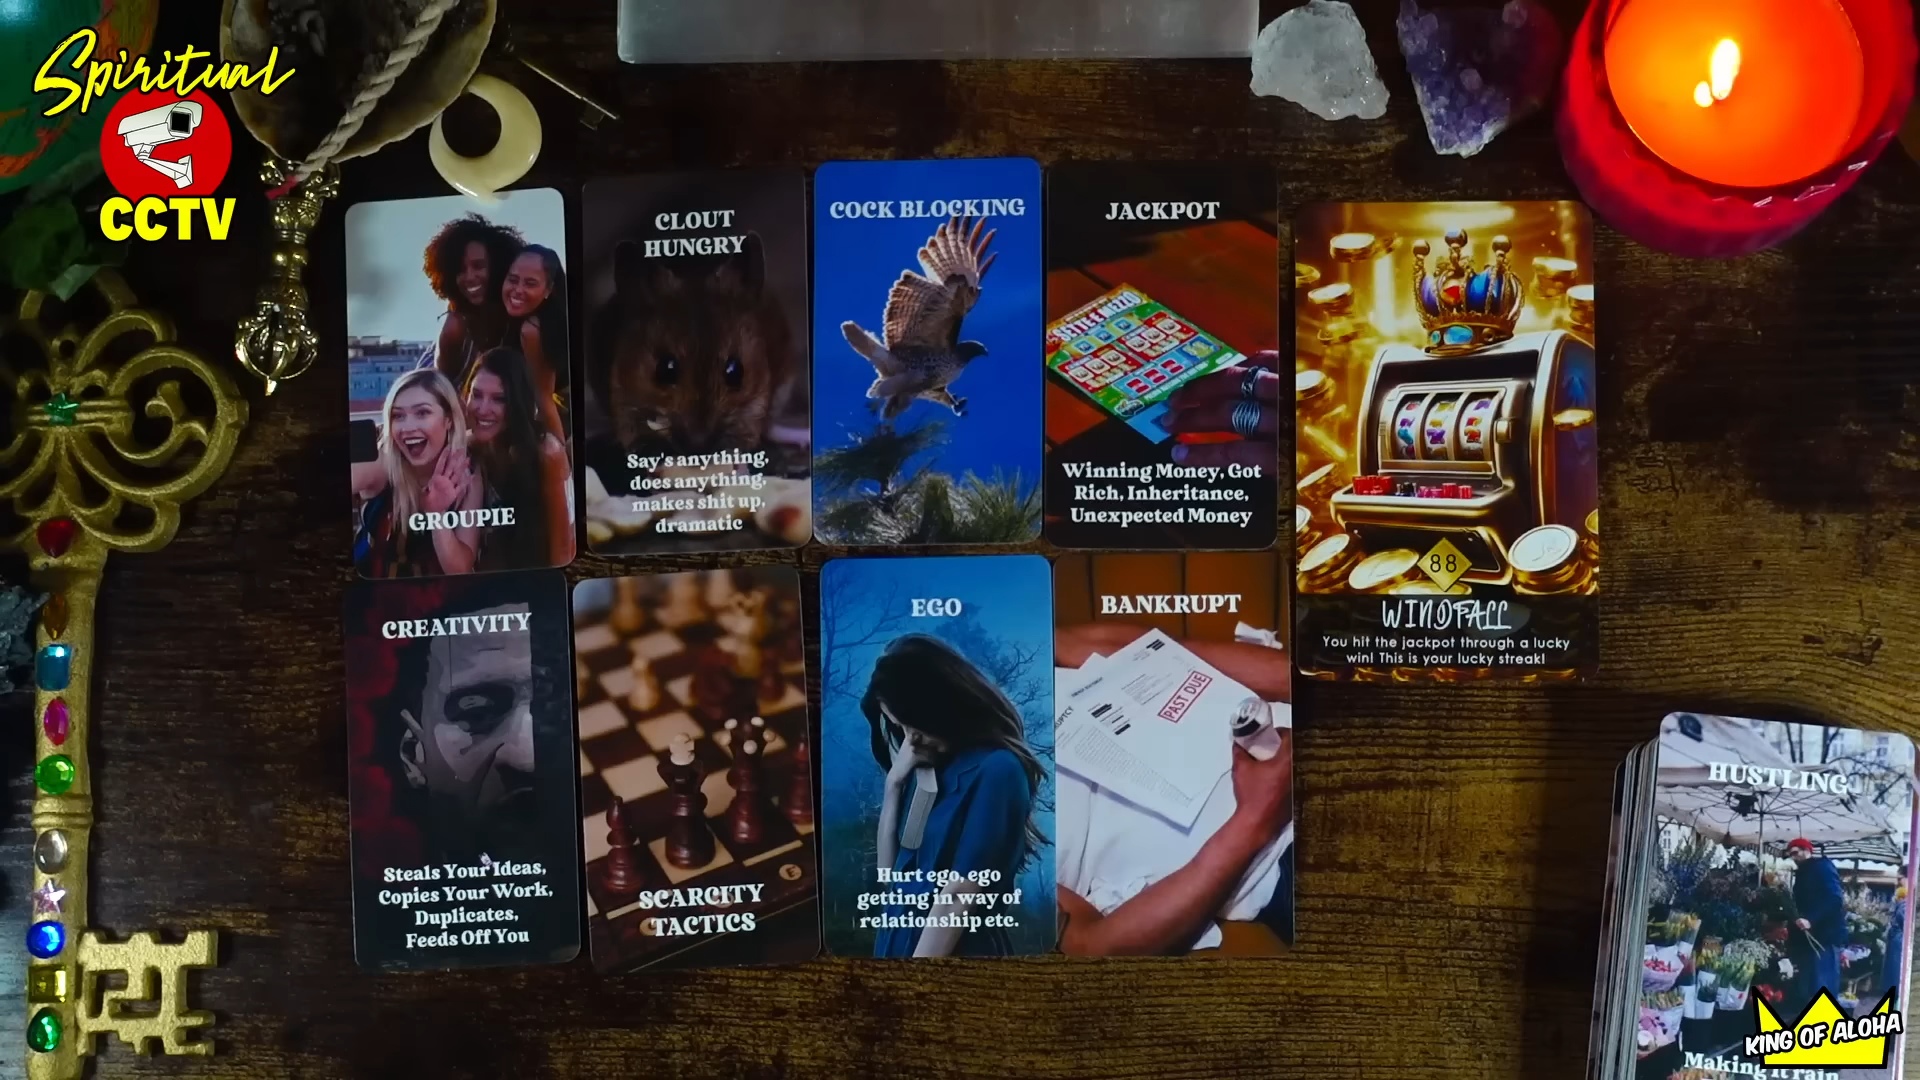 Spiritual
CCTV
GROUPIE
CLOUT
HUNGRY
Say's anything,
does anything,
makes shit up,
dramatic
COCK BLOCKING
JACKPOT
Winning Money, Got
Rich, Inheritance,
Unexpected Money
88
WINDFALL
You hit the jackpot through a lucky
win! This is your lucky streak!
CREATIVITY
Steals Your Ideas,
Copies Your Work,
Duplicates,
Feeds Off You
SCARCITY
TACTICS
EGO
Hurt ego, ego
getting in way of
relationship etc.
BANKRUPT
PAST DUE
HUSTLING
Making it rain
KING OF ALOHA